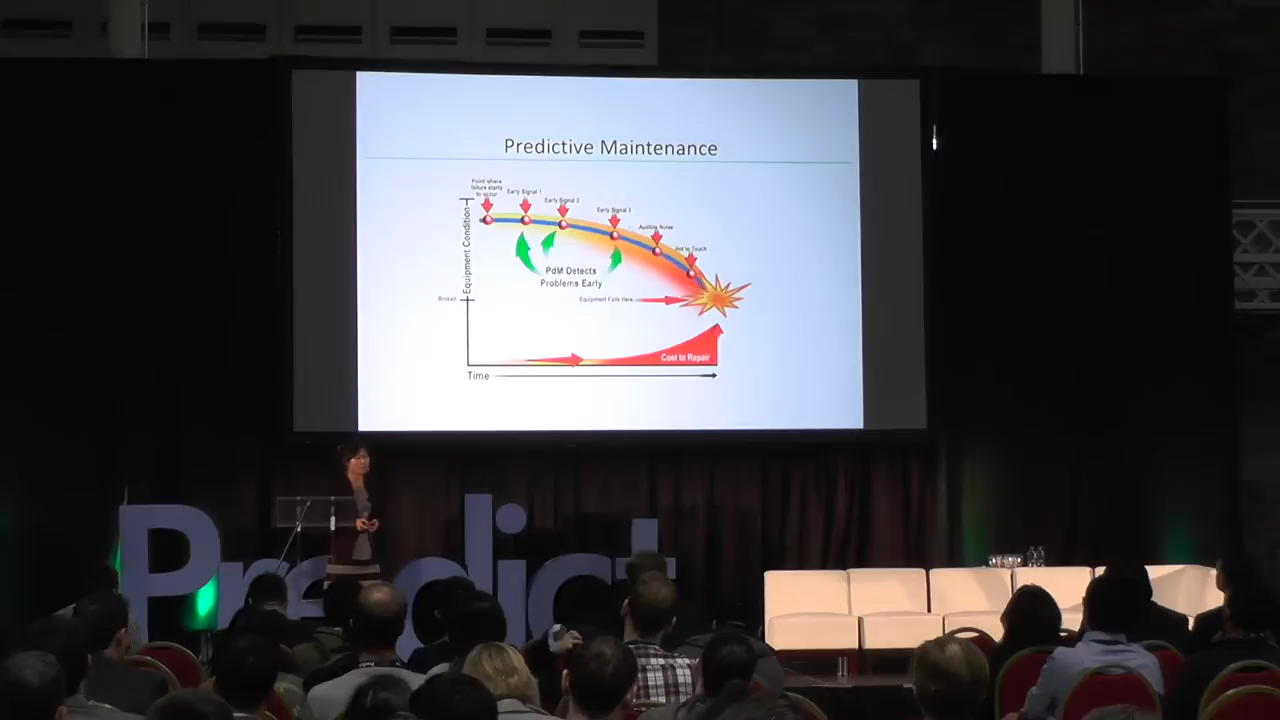 Predictive Maintenance
Point where
failure starts
to occur
Early Signal 1
Early Signal 2
Early Signal 3
Audible Noise
Hot to Touch
Equipment Condition
PdM Detects
Problems Early
Broken
Equipment Fails Here
Cost to Repair
Time
Predict